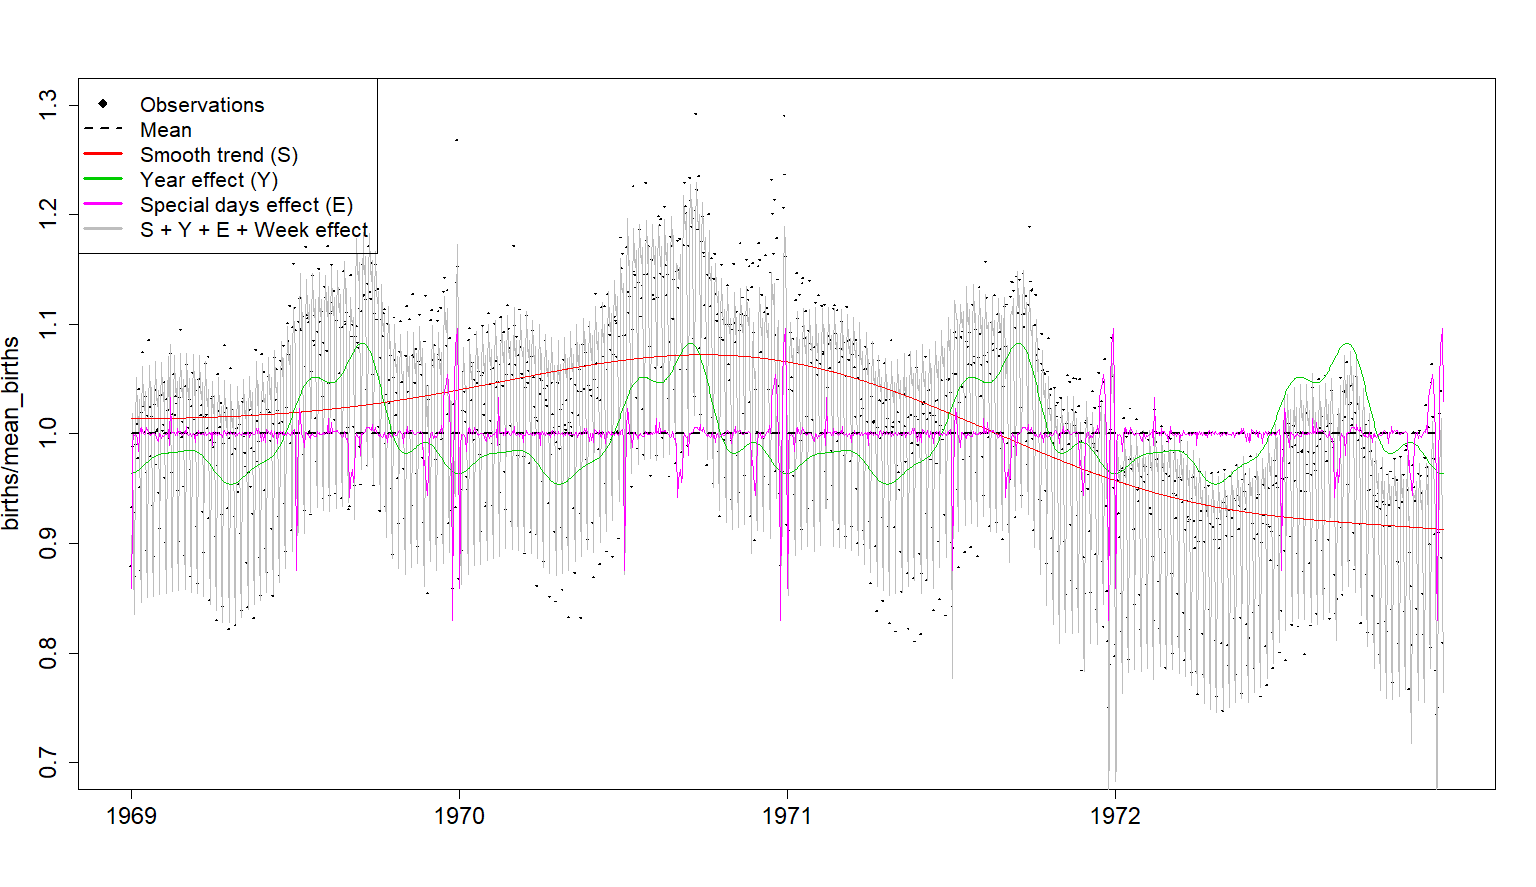 1.3
1.2
1.1
1.0
0.9
0.8
0.7
births/mean_births
Observations
Mean
Smooth trend (S)
Year effect (Y)
Special days effect (E)
S + Y + E + Week effect
1969
1970
1971
1972